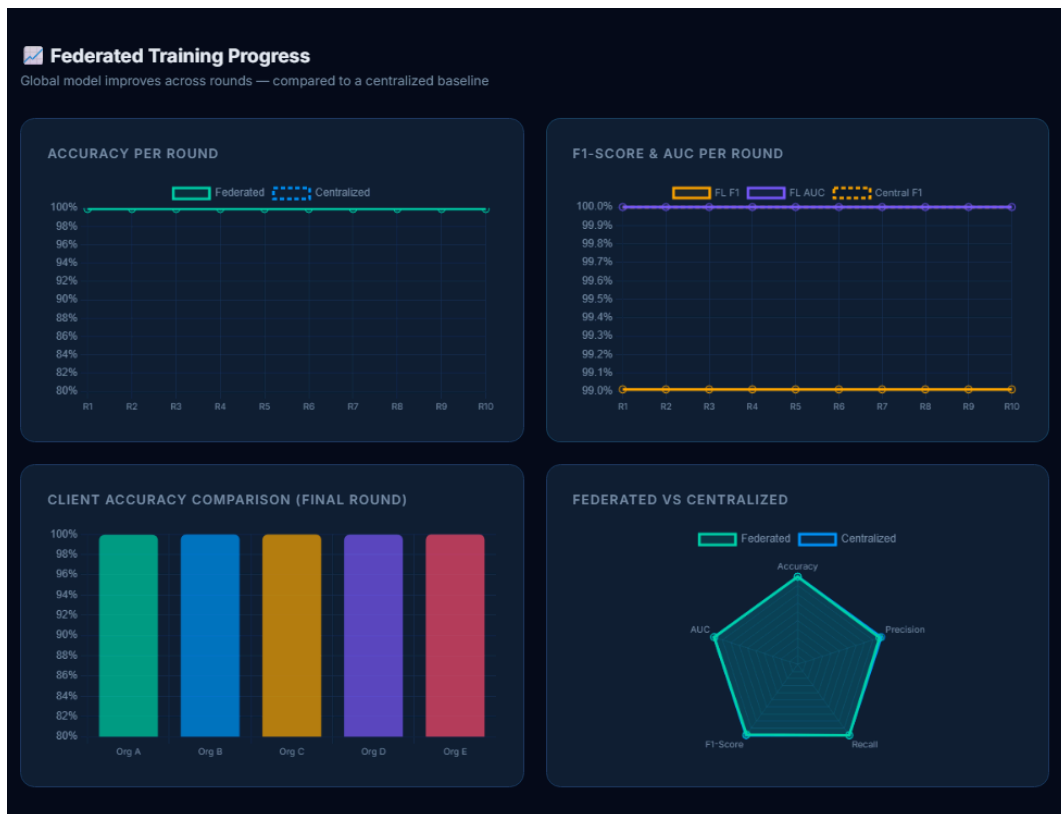 📈 Federated Training Progress
Global model improves across rounds — compared to a centralized baseline
ACCURACY PER ROUND
Federated Centralized
100%
98%
96%
94%
92%
90%
88%
86%
84%
82%
80%
R1 R2 R3 R4 R5 R6 R7 R8 R9 R10
F1-SCORE & AUC PER ROUND
FL F1 FL AUC Central F1
100.0%
99.9%
99.8%
99.7%
99.6%
99.5%
99.4%
99.3%
99.2%
99.1%
99.0%
R1 R2 R3 R4 R5 R6 R7 R8 R9 R10
CLIENT ACCURACY COMPARISON (FINAL ROUND)
100%
98%
96%
94%
92%
90%
88%
86%
84%
82%
80%
Org A Org B Org C Org D Org E
FEDERATED VS CENTRALIZED
Federated Centralized
Accuracy
AUC Precision
F1-Score Recall